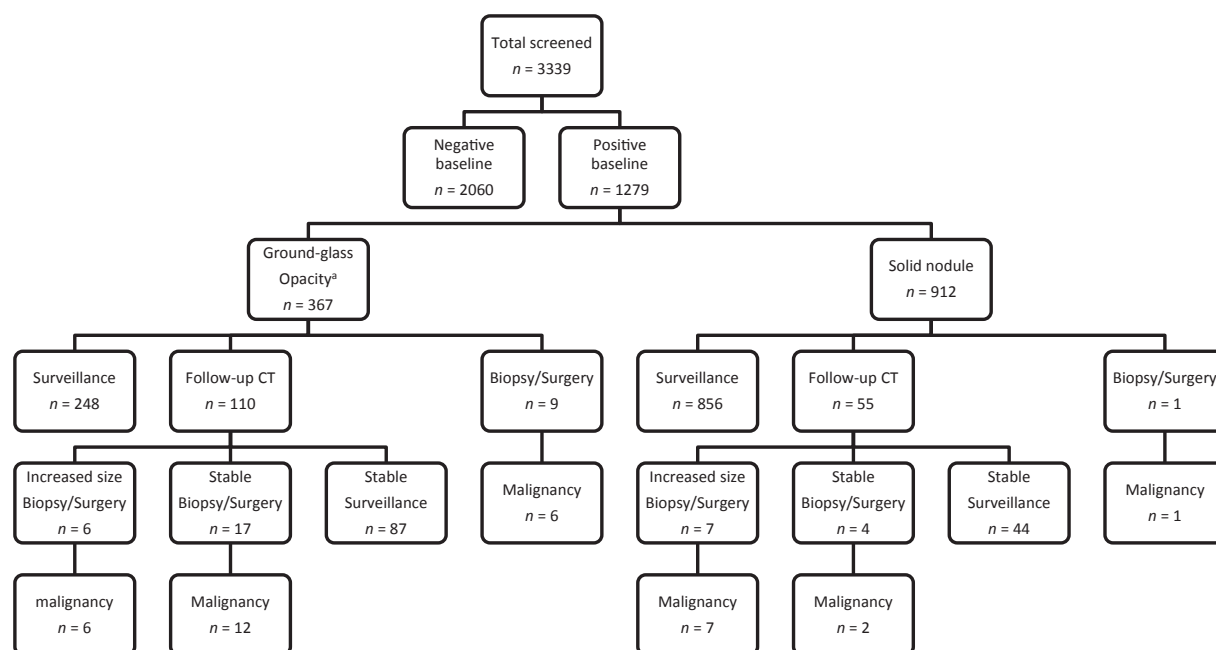 Total screened
n = 3339
Negative
baseline
n = 2060
Positive
baseline
n = 1279
Ground-glass
Opacityᵃ
n = 367
Solid nodule
n = 912
Surveillance
n = 248
Follow-up CT
n = 110
Biopsy/Surgery
n = 9
Surveillance
n = 856
Follow-up CT
n = 55
Biopsy/Surgery
n = 1
Increased size
Biopsy/Surgery
n = 6
Stable
Biopsy/Surgery
n = 17
Stable
Surveillance
n = 87
Malignancy
n = 6
Increased size
Biopsy/Surgery
n = 7
Stable
Biopsy/Surgery
n = 4
Stable
Surveillance
n = 44
Malignancy
n = 1
malignancy
n = 6
Malignancy
n = 12
Malignancy
n = 7
Malignancy
n = 2